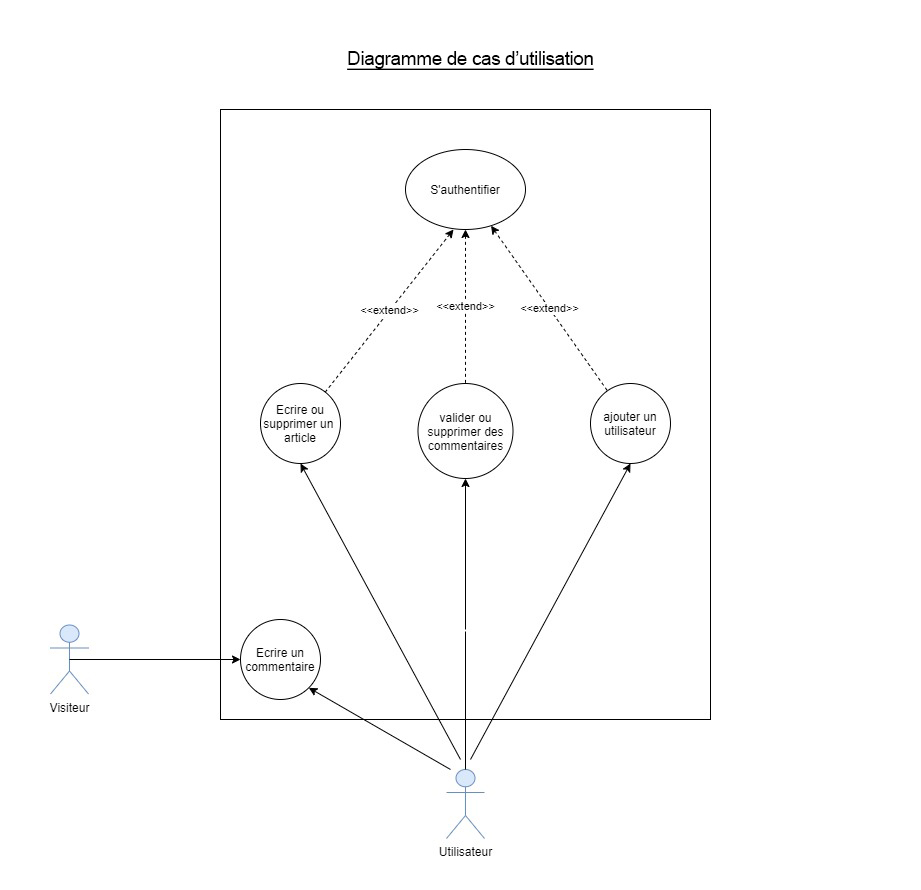 Diagramme de cas d'utilisation
S'authentifier
<<extend>>
<<extend>>
<<extend>>
Ecrire ou
supprimer un
article
valider ou
supprimer des
commentaires
ajouter un
utilisateur
Ecrire un
commentaire
Visiteur
Utilisateur